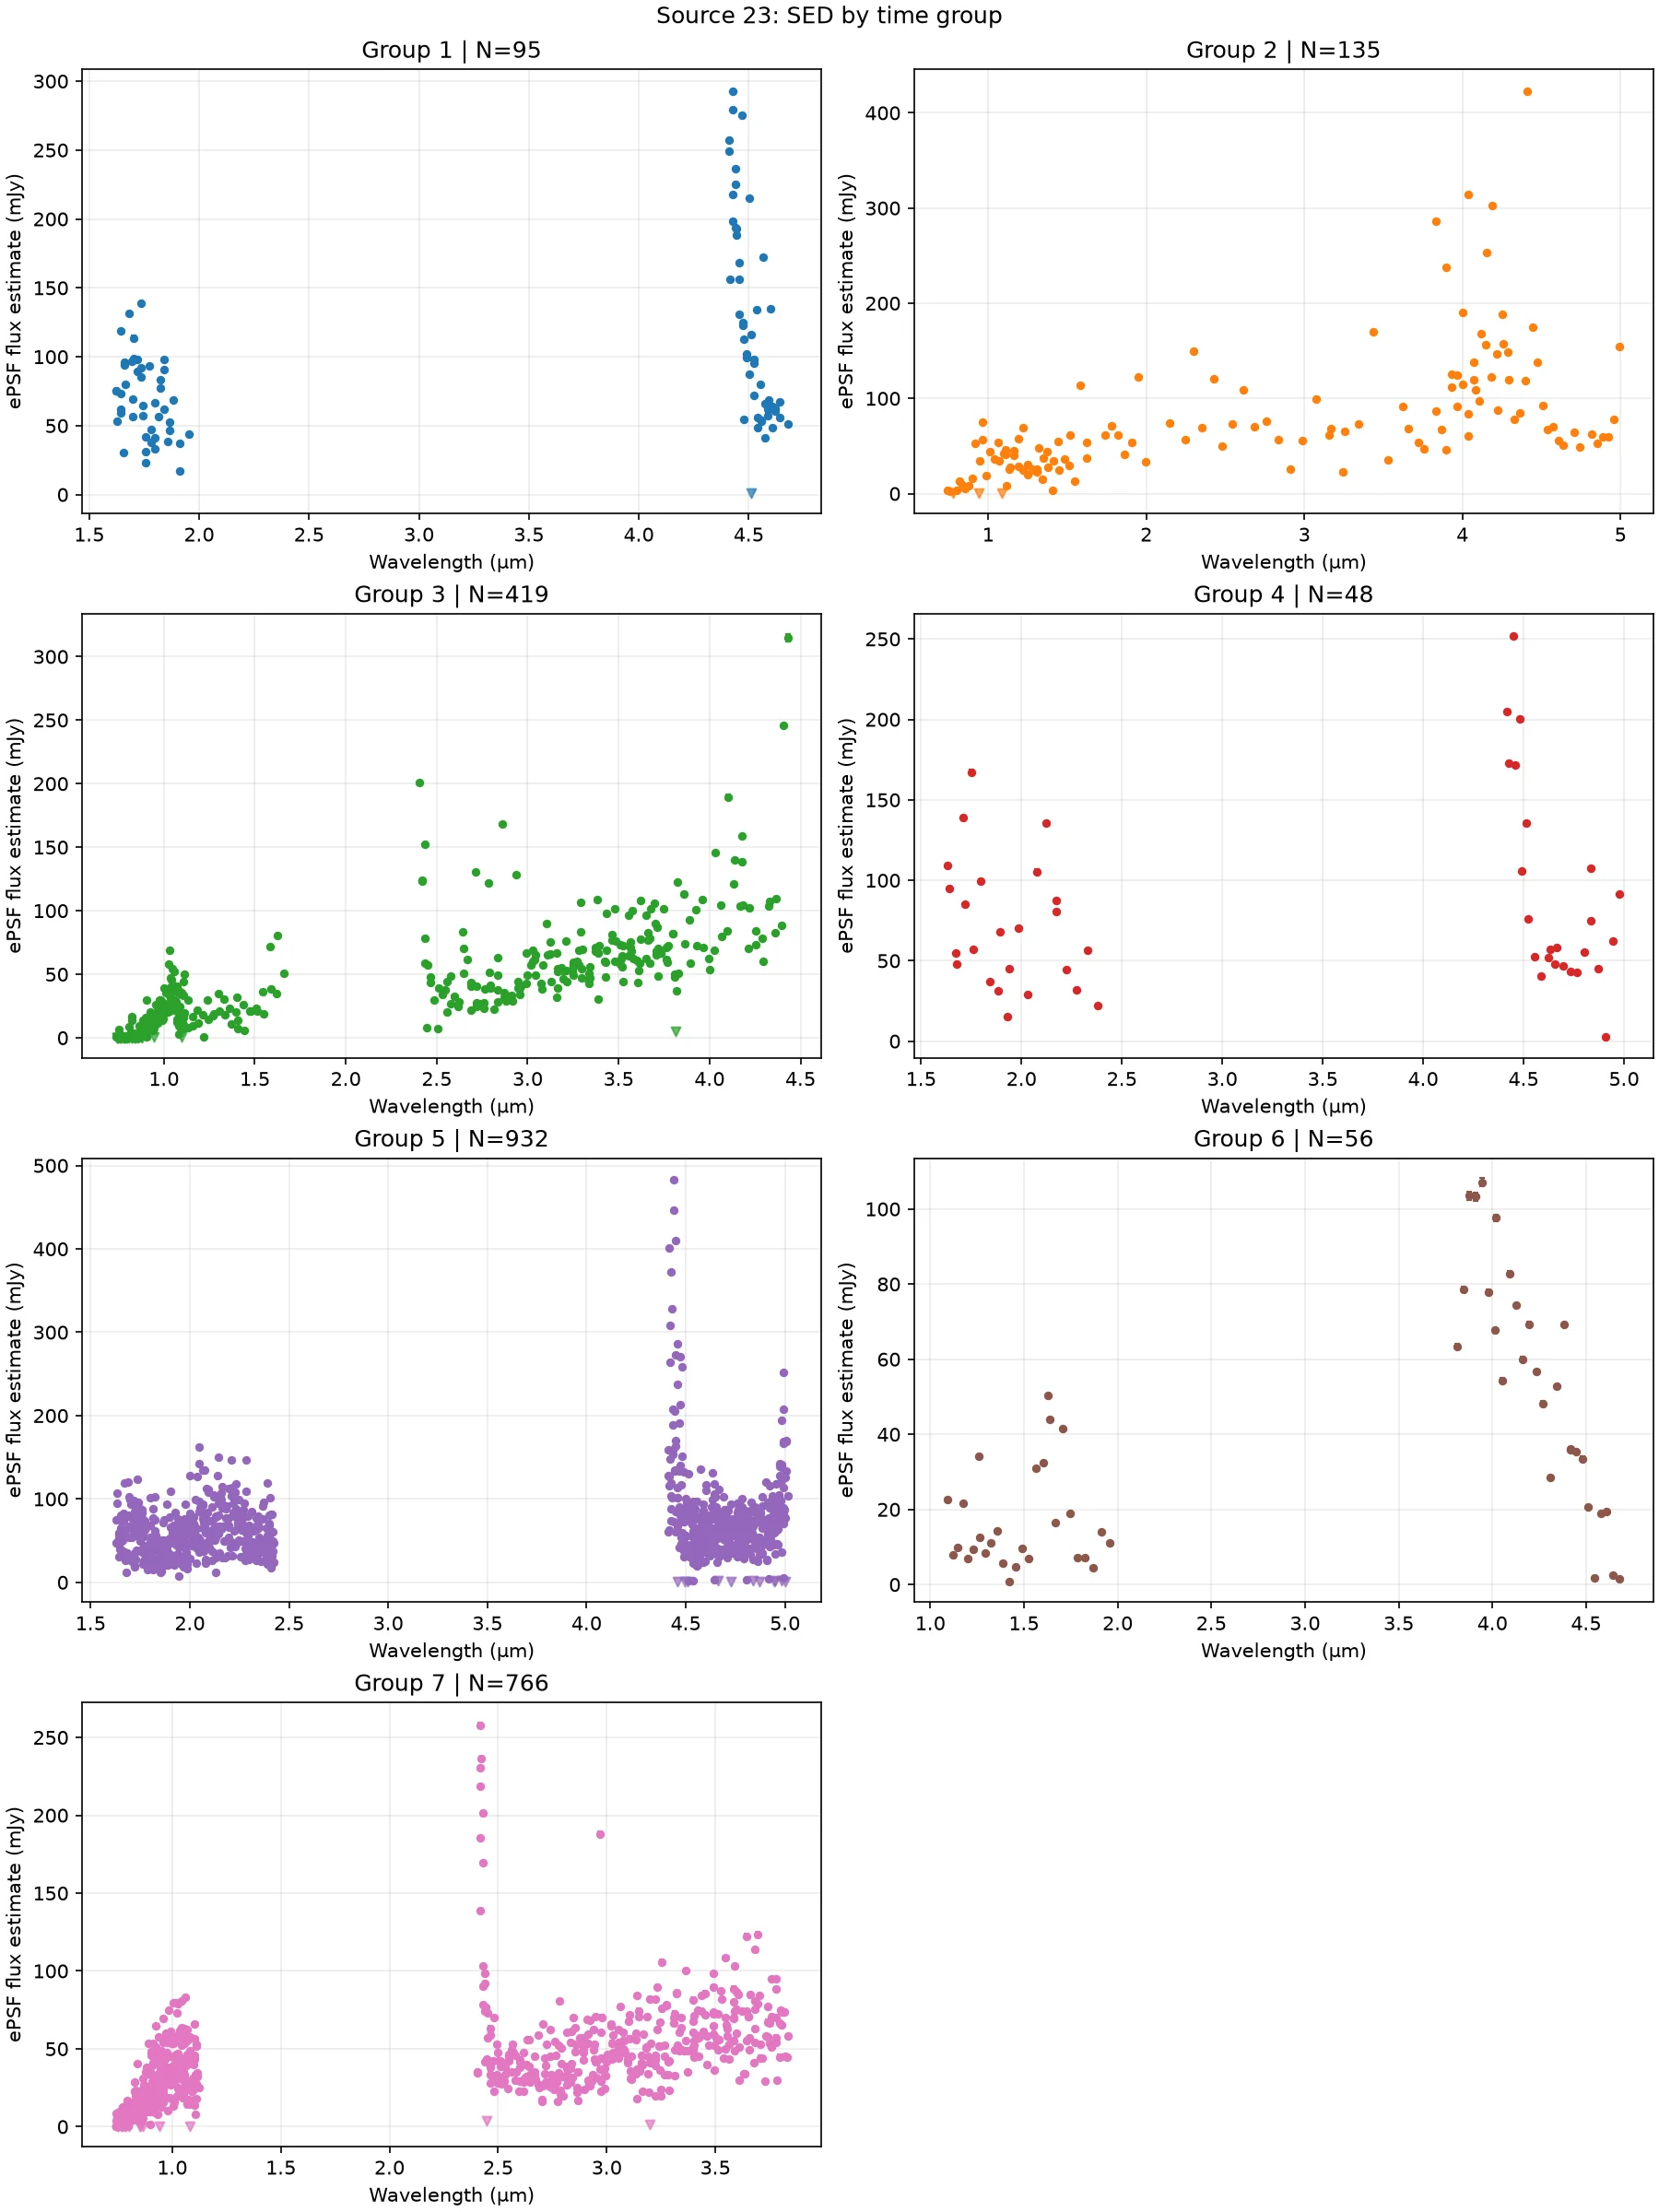 Source 23: SED by time group
Group 1 | N=95
300
250
200
150
100
50
0
ePSF flux estimate (mJy)
1.5 2.0 2.5 3.0 3.5 4.0 4.5
Wavelength (μm)
Group 2 | N=135
400
300
200
100
0
ePSF flux estimate (mJy)
1 2 3 4 5
Wavelength (μm)
Group 3 | N=419
300
250
200
150
100
50
0
ePSF flux estimate (mJy)
1.0 1.5 2.0 2.5 3.0 3.5 4.0 4.5
Wavelength (μm)
Group 4 | N=48
250
200
150
100
50
0
ePSF flux estimate (mJy)
1.5 2.0 2.5 3.0 3.5 4.0 4.5 5.0
Wavelength (μm)
Group 5 | N=932
500
400
300
200
100
0
ePSF flux estimate (mJy)
1.5 2.0 2.5 3.0 3.5 4.0 4.5 5.0
Wavelength (μm)
Group 6 | N=56
100
80
60
40
20
0
ePSF flux estimate (mJy)
1.0 1.5 2.0 2.5 3.0 3.5 4.0 4.5
Wavelength (μm)
Group 7 | N=766
250
200
150
100
50
0
ePSF flux estimate (mJy)
1.0 1.5 2.0 2.5 3.0 3.5
Wavelength (μm)